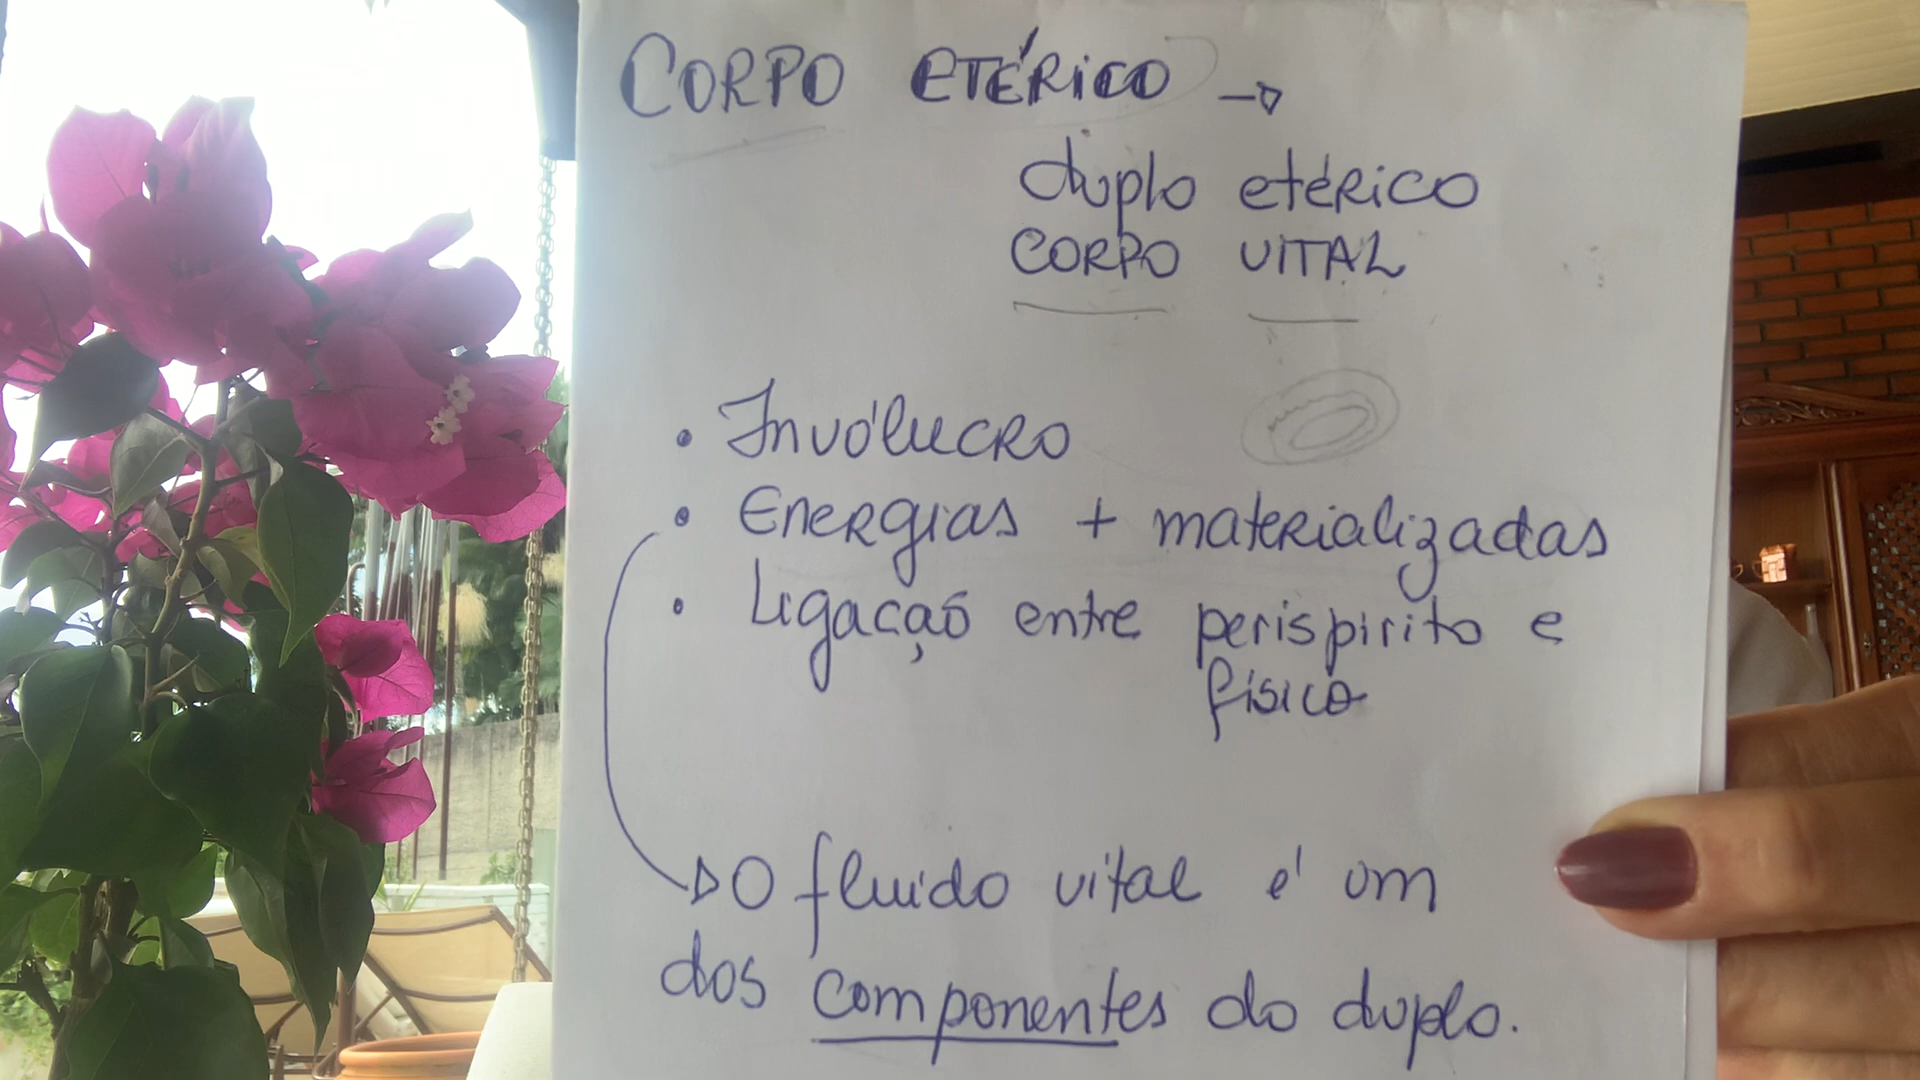 CORPO ETÉRICO →
duplo etérico
CORPO VITAL
• Invólucro
• Energias + materializadas
• Ligação entre perispirito e
físico
→ O fluido vital é um
dos componentes do duplo.